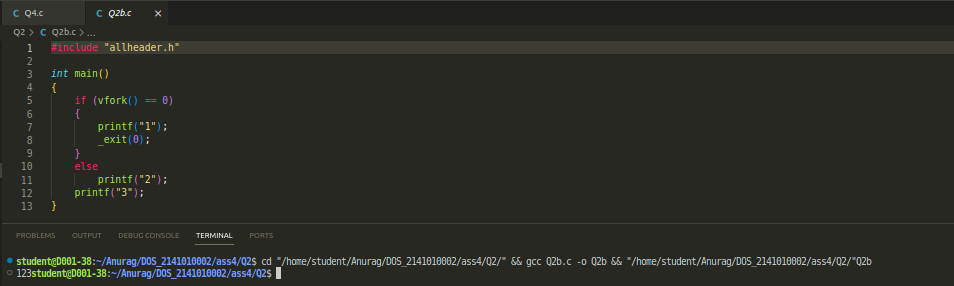 Q4.c Q2b.c ×
Q2 > Q2b.c > ...
1 #include "allheader.h"
2
3 int main()
4 {
5 if (vfork() == 0)
6 {
7 printf("1");
8 _exit(0);
9 }
10 else
11 printf("2");
12 printf("3");
13 }
PROBLEMS OUTPUT DEBUG CONSOLE TERMINAL PORTS
student@D001-38:~/Anurag/DOS_2141010002/ass4/Q2$ cd "/home/student/Anurag/DOS_2141010002/ass4/Q2/" && gcc Q2b.c -o Q2b && "/home/student/Anurag/DOS_2141010002/ass4/Q2/"Q2b
123student@D001-38:~/Anurag/DOS_2141010002/ass4/Q2$